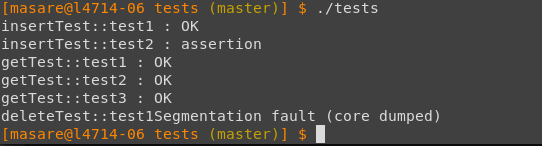 [masare@l4714-06 tests (master)] $ ./tests
insertTest::test1 : OK
insertTest::test2 : assertion
getTest::test1 : OK
getTest::test2 : OK
getTest::test3 : OK
deleteTest::test1Segmentation fault (core dumped)
[masare@l4714-06 tests (master)] $